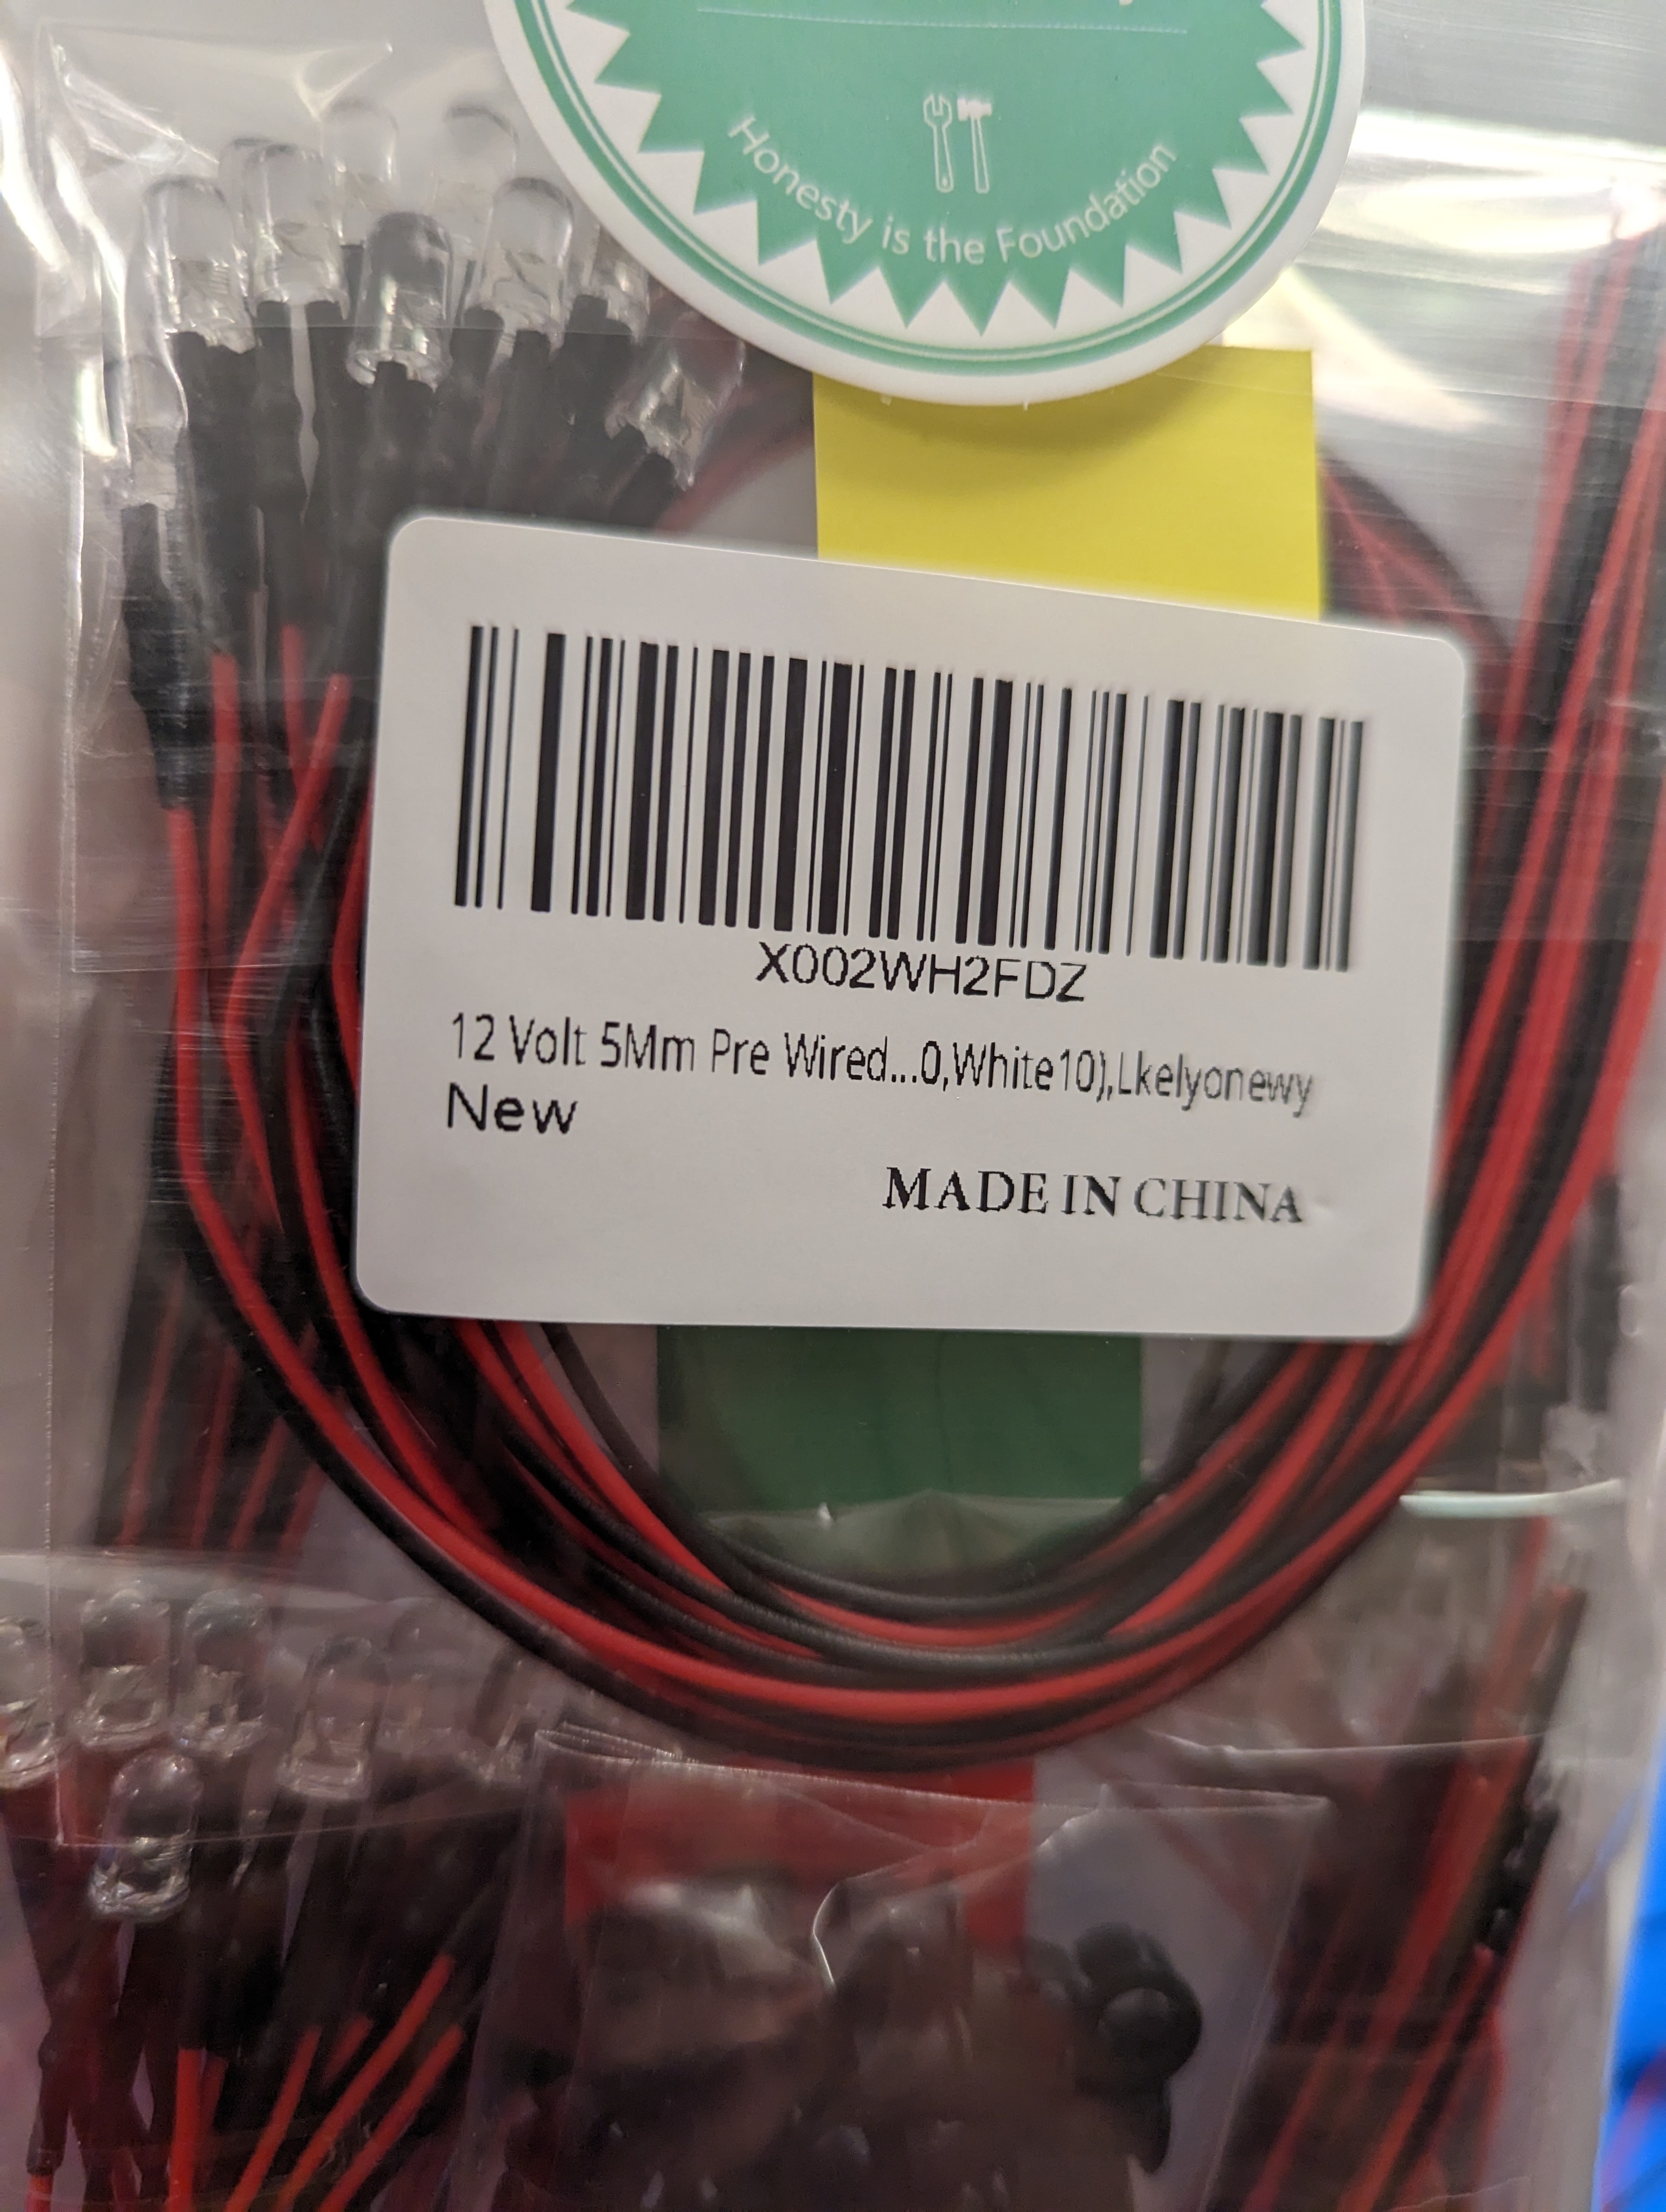 Honesty is the Foundation
X002WH2FDZ
12 Volt 5Mm Pre Wired...0,White10),Lkelyonewy
New
MADE IN CHINA